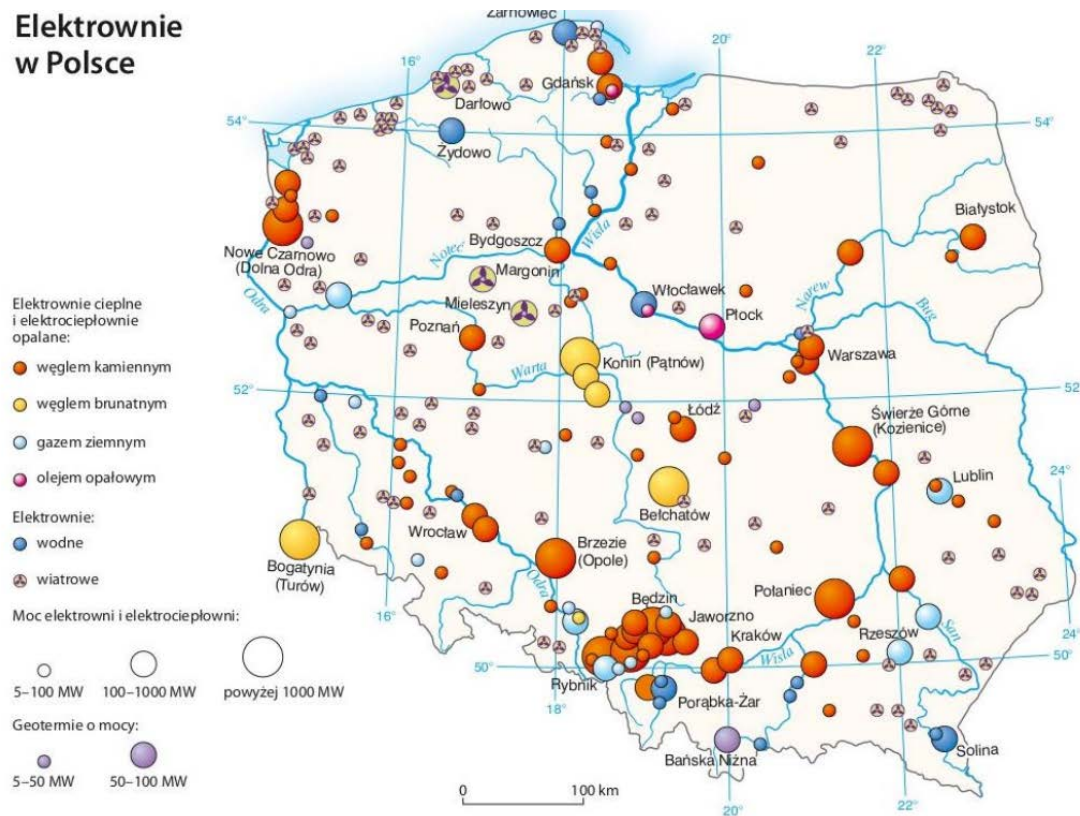 Elektrownie
w Polsce
Elektrownie cieplne
i elektrociepłownie
opalane:
węglem kamiennym
węglem brunatnym
gazem ziemnym
olejem opałowym
Elektrownie:
wodne
wiatrowe
Moc elektrowni i elektrociepłowni:
5–100 MW
100–1000 MW
powyżej 1000 MW
Geotermie o mocy:
5–50 MW
50–100 MW
Żarnowiec
16°
20°
22°
Gdańsk
Darłowo
54°
54°
Żydowo
Białystok
Bydgoszcz
Wisła
Nowe Czarnowo
(Dolna Odra)
Noteć
Margonin
Narew
Odra
Mieleszyn
Włocławek
Bug
Płock
Poznań
Konin (Pątnów)
Warszawa
Warta
52°
52°
Łódź
Świerże Górne
(Kozienice)
24°
Lublin
Bełchatów
Wrocław
Brzezie
(Opole)
Bogatynia
(Turów)
Odra
Połaniec
Będzin
Jaworzno
16°
Kraków
Rzeszów
San
24°
Wisła
50°
50°
Rybnik
18°
Porąbka-Żar
Solina
Bańska Niżna
0
100 km
20°
22°